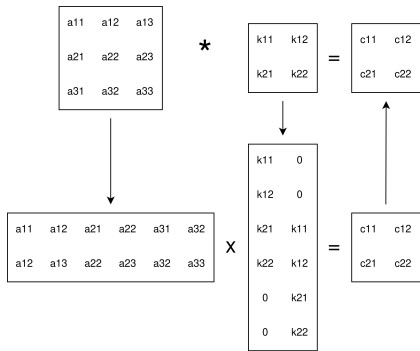 a11 a12 a13 k11 k12 c11 c12
a21 a22 a23 * k21 k22 = c21 c22
a31 a32 a33
k11 0
k12 0
a11 a12 a21 a22 a31 a32 k21 k11 c11 c12
x =
a12 a13 a22 a23 a32 a33 k22 k12 c21 c22
0 k21
0 k22